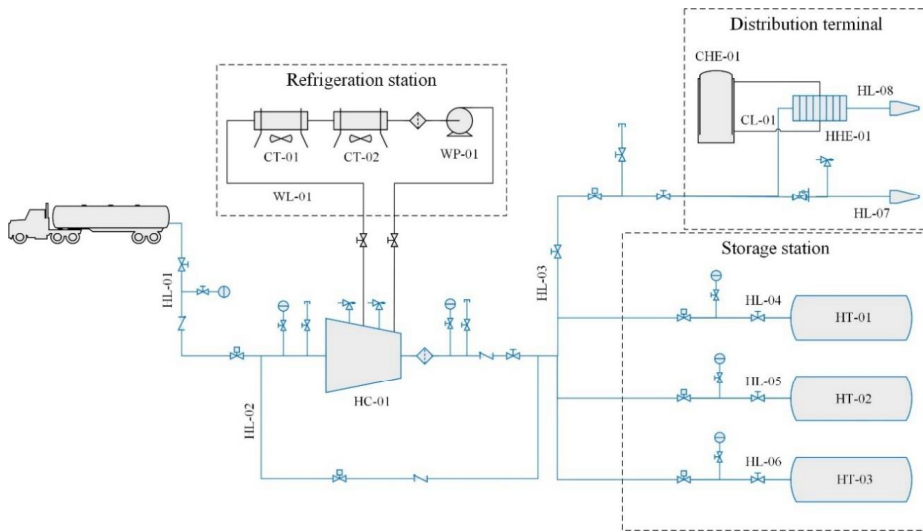 Distribution terminal
CHE-01
HL-08
CL-01
HHE-01
HL-07
Refrigeration station
CT-01
CT-02
WP-01
WL-01
HL-01
HL-02
HC-01
HL-03
Storage station
HL-04
HT-01
HL-05
HT-02
HL-06
HT-03